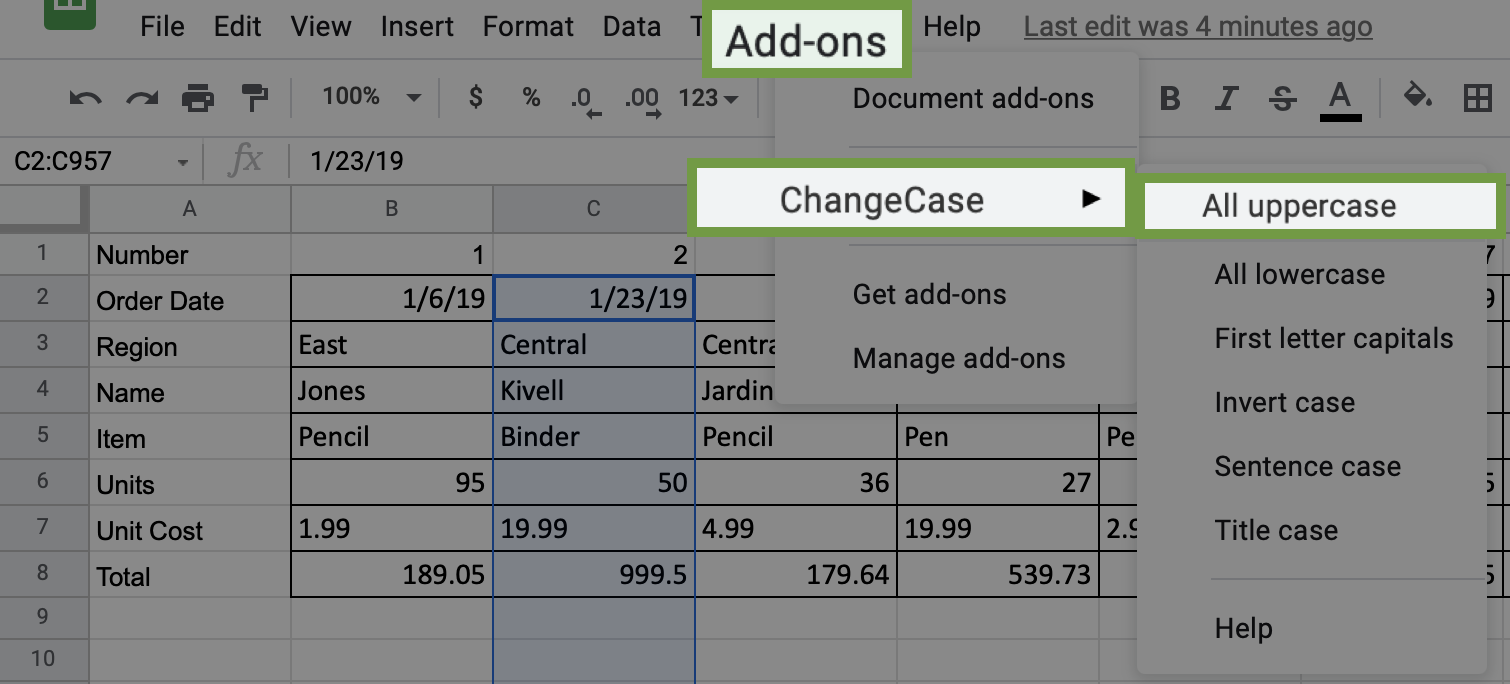 File Edit View Insert Format Data Add-ons Help Last edit was 4 minutes ago
100% $ % .0 .00 123 B I S A
Document add-ons
C2:C957 fx 1/23/19
ChangeCase All uppercase
A B C
1 Number 1 2 7
All lowercase
2 Order Date 1/6/19 1/23/19 9
Get add-ons
3 Region East Central Centra
First letter capitals
Manage add-ons
4 Name Jones Kivell Jardin
Invert case
5 Item Pencil Binder Pencil Pen Pe
Sentence case
6 Units 95 50 36 27 5
7 Unit Cost 1.99 19.99 4.99 19.99 2.9
Title case
8 Total 189.05 999.5 179.64 539.73 5
9
Help
10